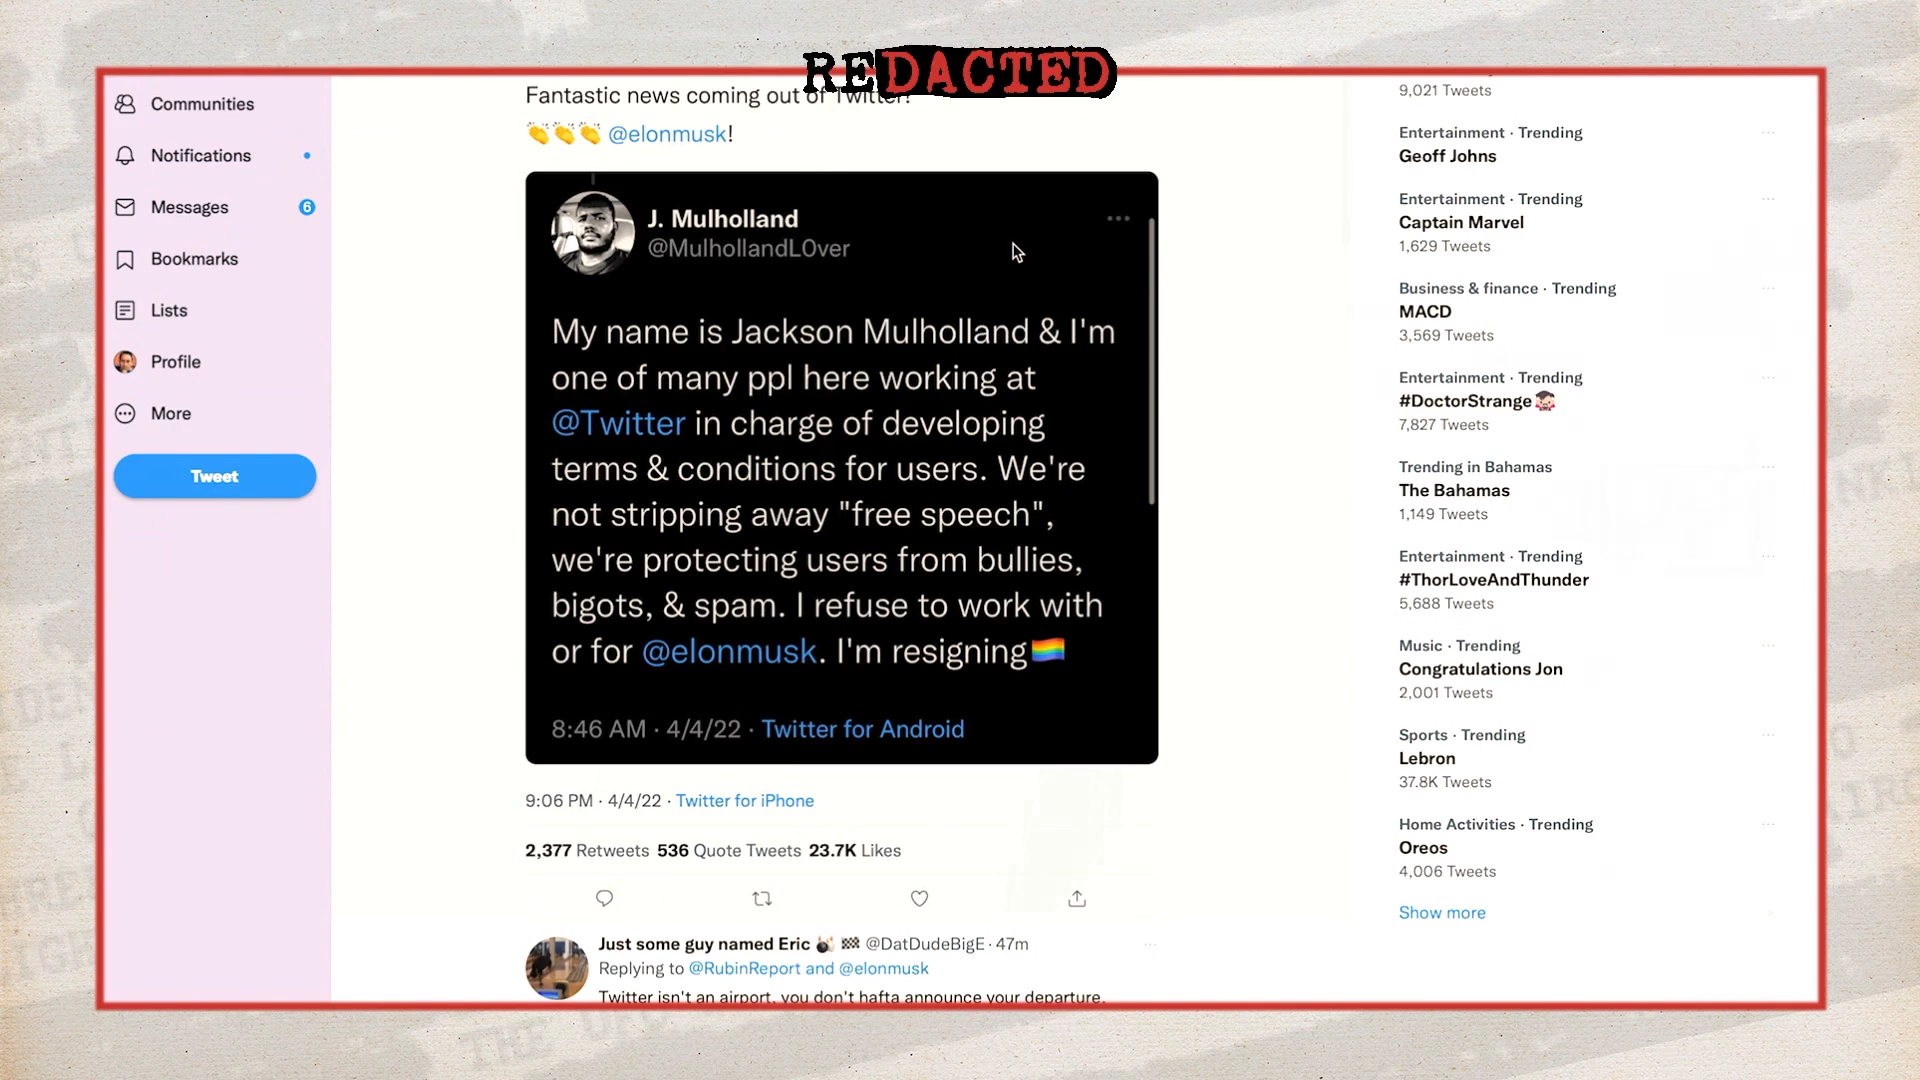 REDACTED
Communities
Notifications
Messages
6
Bookmarks
Lists
Profile
More
Tweet
Fantastic news coming out of Twitter!
👏👏👏 @elonmusk!
J. Mulholland
@MulhollandL0ver
My name is Jackson Mulholland & I'm
one of many ppl here working at
@Twitter in charge of developing
terms & conditions for users. We're
not stripping away "free speech",
we're protecting users from bullies,
bigots, & spam. I refuse to work with
or for @elonmusk. I'm resigning🏳️‍🌈
8:46 AM · 4/4/22 · Twitter for Android
9:06 PM · 4/4/22 · Twitter for iPhone
2,377 Retweets 536 Quote Tweets 23.7K Likes
Just some guy named Eric 🎳 🏁 @DatDudeBigE · 47m
Replying to @RubinReport and @elonmusk
Twitter isn't an airport, you don't hafta announce your departure.
9,021 Tweets
Entertainment · Trending
Geoff Johns
Entertainment · Trending
Captain Marvel
1,629 Tweets
Business & finance · Trending
MACD
3,569 Tweets
Entertainment · Trending
#DoctorStrange
7,827 Tweets
Trending in Bahamas
The Bahamas
1,149 Tweets
Entertainment · Trending
#ThorLoveAndThunder
5,688 Tweets
Music · Trending
Congratulations Jon
2,001 Tweets
Sports · Trending
Lebron
37.8K Tweets
Home Activities · Trending
Oreos
4,006 Tweets
Show more